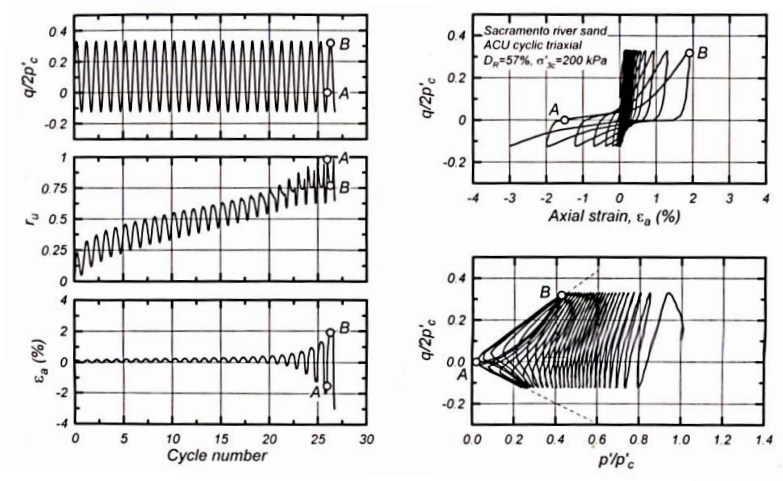 0.4
0.2
0
-0.2
q/2p'c
B
A
1
0.75
0.5
0.25
0
ru
A
B
4
2
0
-2
-4
εa (%)
B
A
0 5 10 15 20 25 30
Cycle number
Sacramento river sand
ACU cyclic triaxial
DR=57%, σ'3c=200 kPa
0.4
0.2
0
-0.2
q/2p'c
A
B
-4 -3 -2 -1 0 1 2 3 4
Axial strain, εa (%)
0.4
0.2
0.0
-0.2
q/2p'c
B
A
0.0 0.2 0.4 0.6 0.8 1.0 1.4
p'/p'c